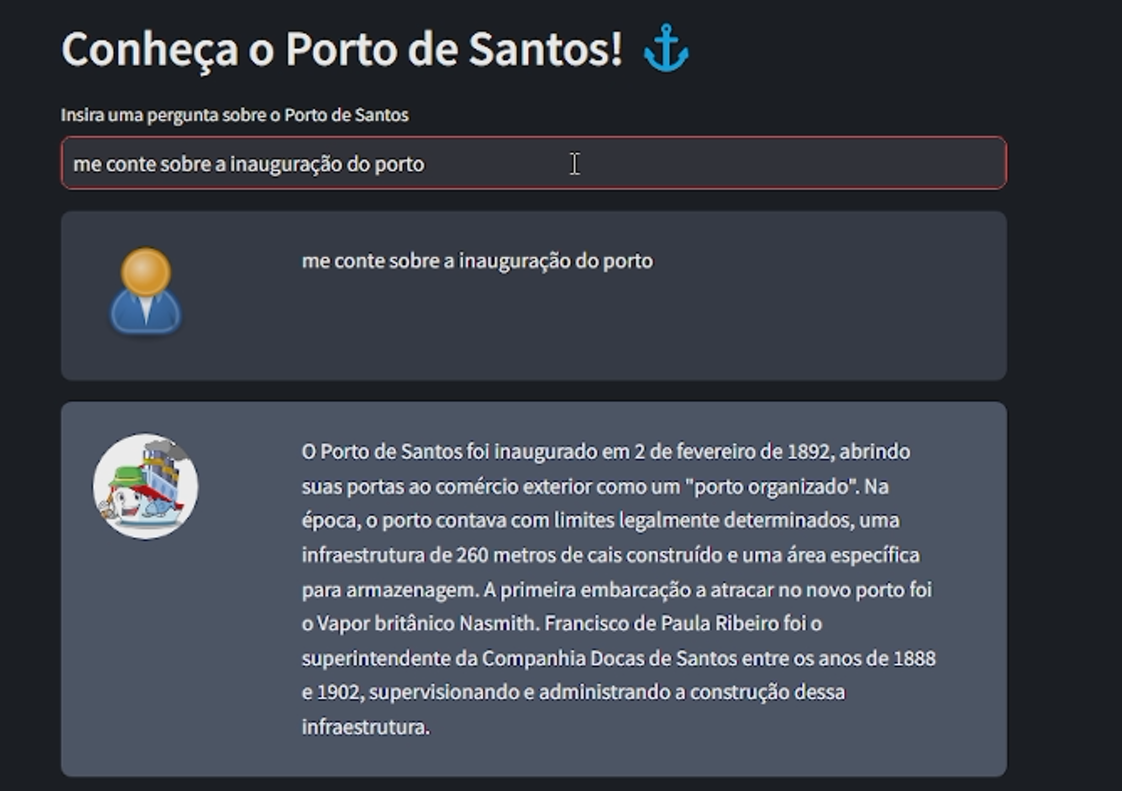 Conheça o Porto de Santos! ⚓
Insira uma pergunta sobre o Porto de Santos
me conte sobre a inauguração do porto
me conte sobre a inauguração do porto
O Porto de Santos foi inaugurado em 2 de fevereiro de 1892, abrindo
suas portas ao comércio exterior como um "porto organizado". Na
época, o porto contava com limites legalmente determinados, uma
infraestrutura de 260 metros de cais construído e uma área específica
para armazenagem. A primeira embarcação a atracar no novo porto foi
o Vapor britânico Nasmith. Francisco de Paula Ribeiro foi o
superintendente da Companhia Docas de Santos entre os anos de 1888
e 1902, supervisionando e administrando a construção dessa
infraestrutura.